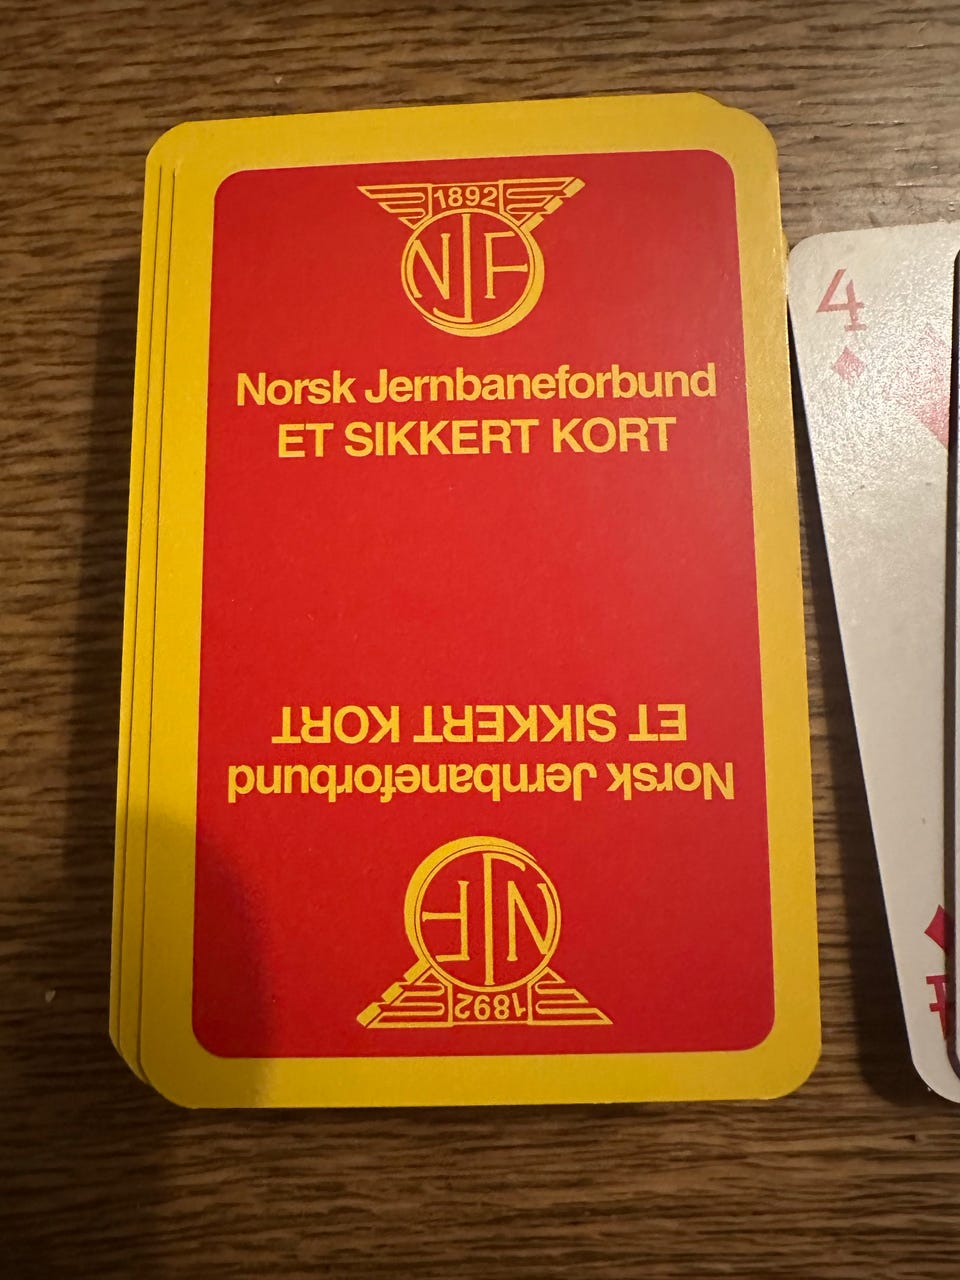 1892
NJF
Norsk Jernbaneforbund
ET SIKKERT KORT
ET SIKKERT KORT
Norsk Jernbaneforbund
NJF
1892
4